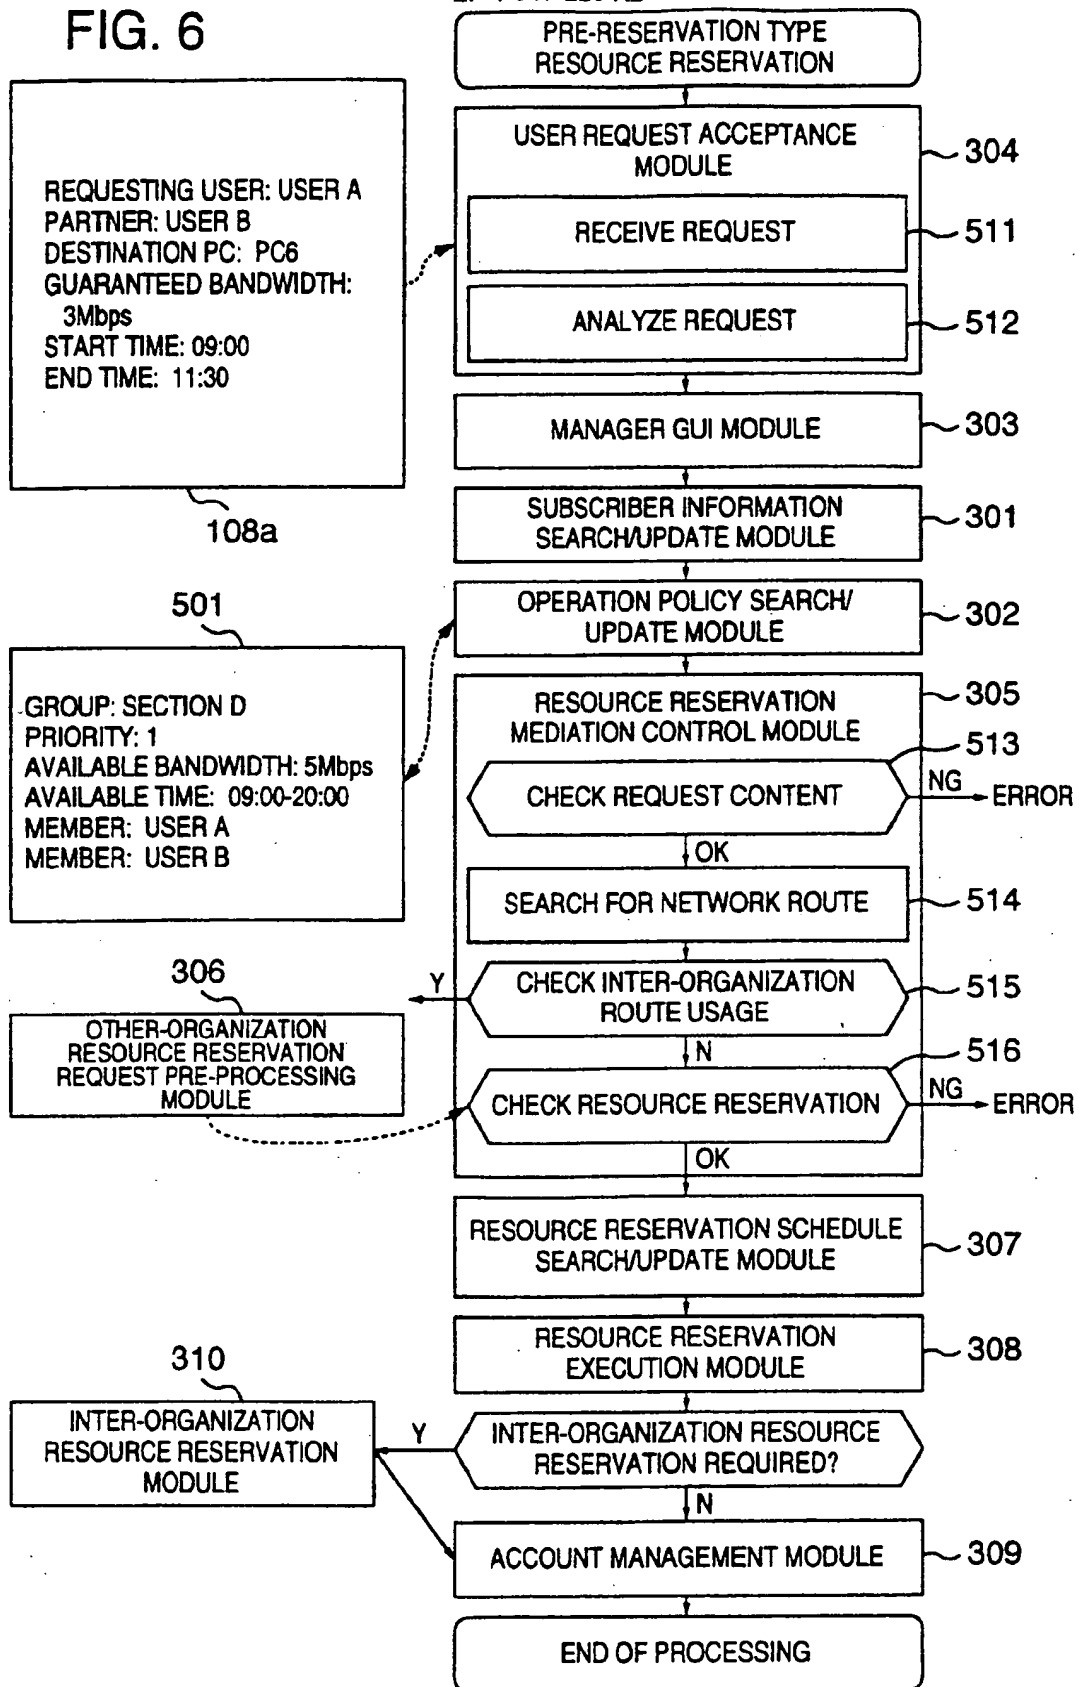 FIG. 6
PRE-RESERVATION TYPE
RESOURCE RESERVATION
REQUESTING USER: USER A
PARTNER: USER B
DESTINATION PC: PC6
GUARANTEED BANDWIDTH:
3Mbps
START TIME: 09:00
END TIME: 11:30
108a
USER REQUEST ACCEPTANCE
MODULE
304
RECEIVE REQUEST
511
ANALYZE REQUEST
512
MANAGER GUI MODULE
303
SUBSCRIBER INFORMATION
SEARCH/UPDATE MODULE
301
OPERATION POLICY SEARCH/
UPDATE MODULE
302
501
GROUP: SECTION D
PRIORITY: 1
AVAILABLE BANDWIDTH: 5Mbps
AVAILABLE TIME: 09:00-20:00
MEMBER: USER A
MEMBER: USER B
RESOURCE RESERVATION
MEDIATION CONTROL MODULE
305
513
CHECK REQUEST CONTENT
NG
ERROR
OK
SEARCH FOR NETWORK ROUTE
514
CHECK INTER-ORGANIZATION
ROUTE USAGE
515
Y
N
306
OTHER-ORGANIZATION
RESOURCE RESERVATION
REQUEST PRE-PROCESSING
MODULE
516
CHECK RESOURCE RESERVATION
NG
ERROR
OK
RESOURCE RESERVATION SCHEDULE
SEARCH/UPDATE MODULE
307
RESOURCE RESERVATION
EXECUTION MODULE
308
310
INTER-ORGANIZATION
RESOURCE RESERVATION
MODULE
Y
INTER-ORGANIZATION RESOURCE
RESERVATION REQUIRED?
N
ACCOUNT MANAGEMENT MODULE
309
END OF PROCESSING